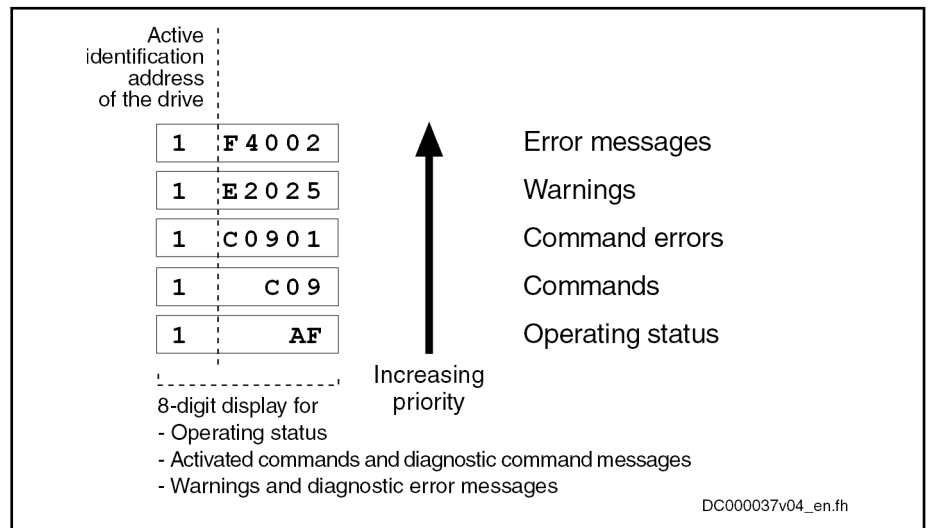 Active
identification
address
of the drive
1 F4002 Error messages
1 E2025 Warnings
1 C0901 Command errors
1 C09 Commands
1 AF Operating status
Increasing
priority
8-digit display for
- Operating status
- Activated commands and diagnostic command messages
- Warnings and diagnostic error messages
DC000037v04_en.fh